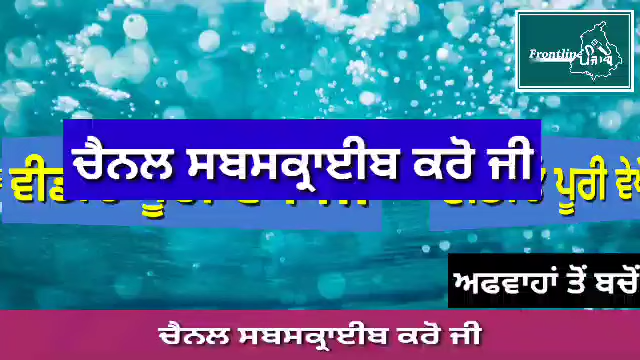 Frontline
ਪੰਜਾਬ
ਚੈਨਲ ਸਬਸਕ੍ਰਾਈਬ ਕਰੋ ਜੀ
ਪੂਰੀ
ਅਫਵਾਹਾਂ ਤੋਂ ਬਚੋਂ
ਚੈਨਲ ਸਬਸਕ੍ਰਾਈਬ ਕਰੋ ਜੀ